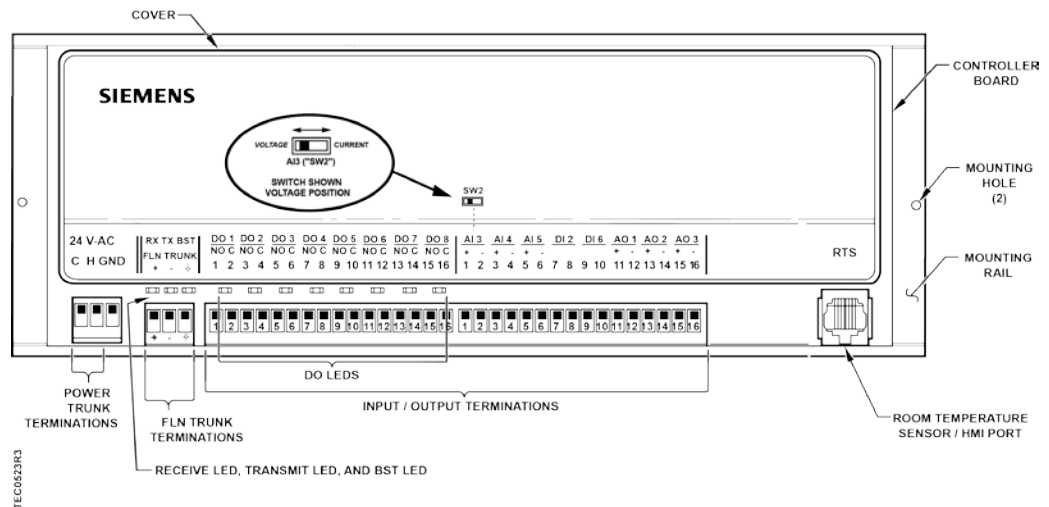 COVER
CONTROLLER
BOARD
SIEMENS
VOLTAGE CURRENT
AI3 ("SW2")
SWITCH SHOWN
VOLTAGE POSITION
SW2
MOUNTING
HOLE
(2)
24 V-AC RX TX BST DO 1 DO 2 DO 3 DO 4 DO 5 DO 6 DO 7 DO 8 AI 3 AI 4 AI 5 DI 2 DI 6 AO 1 AO 2 AO 3
C H GND FLN TRUNK NO C NO C NO C NO C NO C NO C NO C NO C + - + - + - + - + - + -
+ - ⏚ 1 2 3 4 5 6 7 8 9 10 11 12 13 14 15 16 1 2 3 4 5 6 7 8 9 10 11 12 13 14 15 16
RTS
MOUNTING
RAIL
1 2 3 4 5 6 7 8 9 10 11 12 13 14 15 16 1 2 3 4 5 6 7 8 9 10 11 12 13 14 15 16
+ - ⏚
DO LEDS
POWER
TRUNK
TERMINATIONS
FLN TRUNK
TERMINATIONS
INPUT / OUTPUT TERMINATIONS
ROOM TEMPERATURE
SENSOR / HMI PORT
RECEIVE LED, TRANSMIT LED, AND BST LED
TEC0523R3